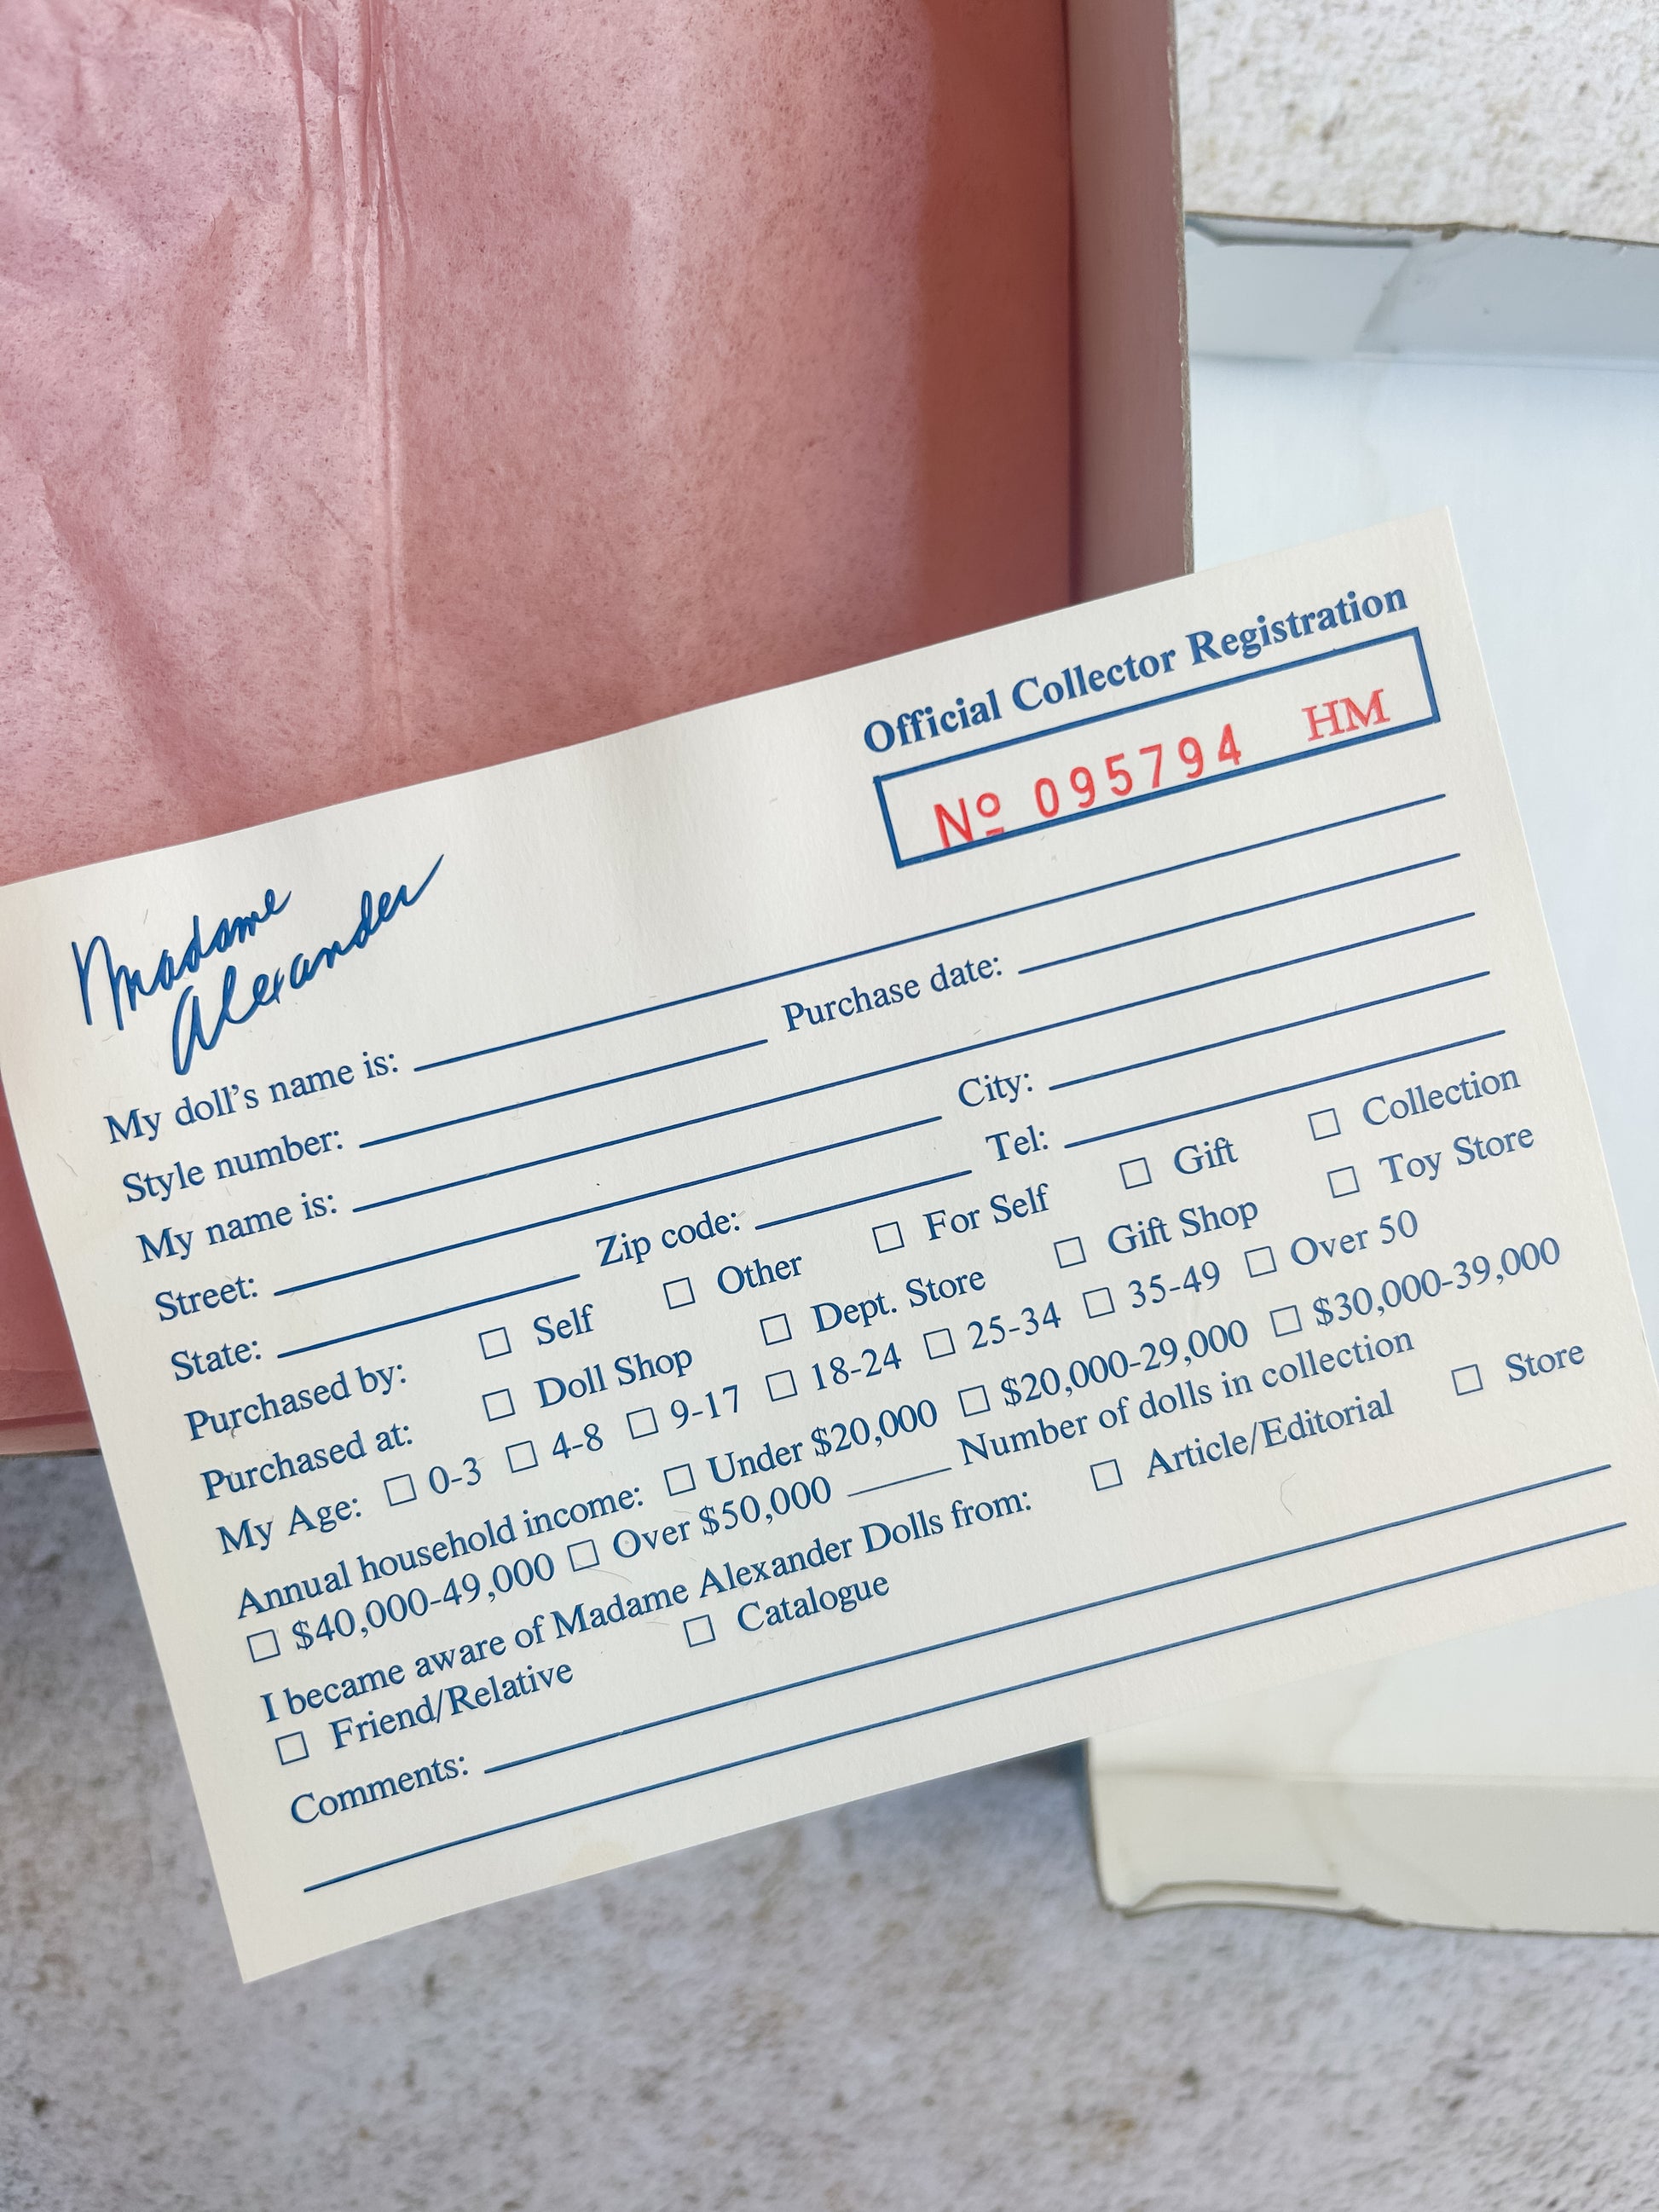 Official Collector Registration
Nº 095794 HM
Madame
Alexander
My doll's name is:
Style number: Purchase date:
My name is:
Street: City:
State: Zip code: Tel:
Purchased by: □ Self □ Other □ For Self □ Gift □ Collection
Purchased at: □ Doll Shop □ Dept. Store □ Gift Shop □ Toy Store
My Age: □ 0-3 □ 4-8 □ 9-17 □ 18-24 □ 25-34 □ 35-49 □ Over 50
Annual household income: □ Under $20,000 □ $20,000-29,000 □ $30,000-39,000
□ $40,000-49,000 □ Over $50,000 ____ Number of dolls in collection
I became aware of Madame Alexander Dolls from: □ Article/Editorial □ Store
□ Friend/Relative □ Catalogue
Comments: